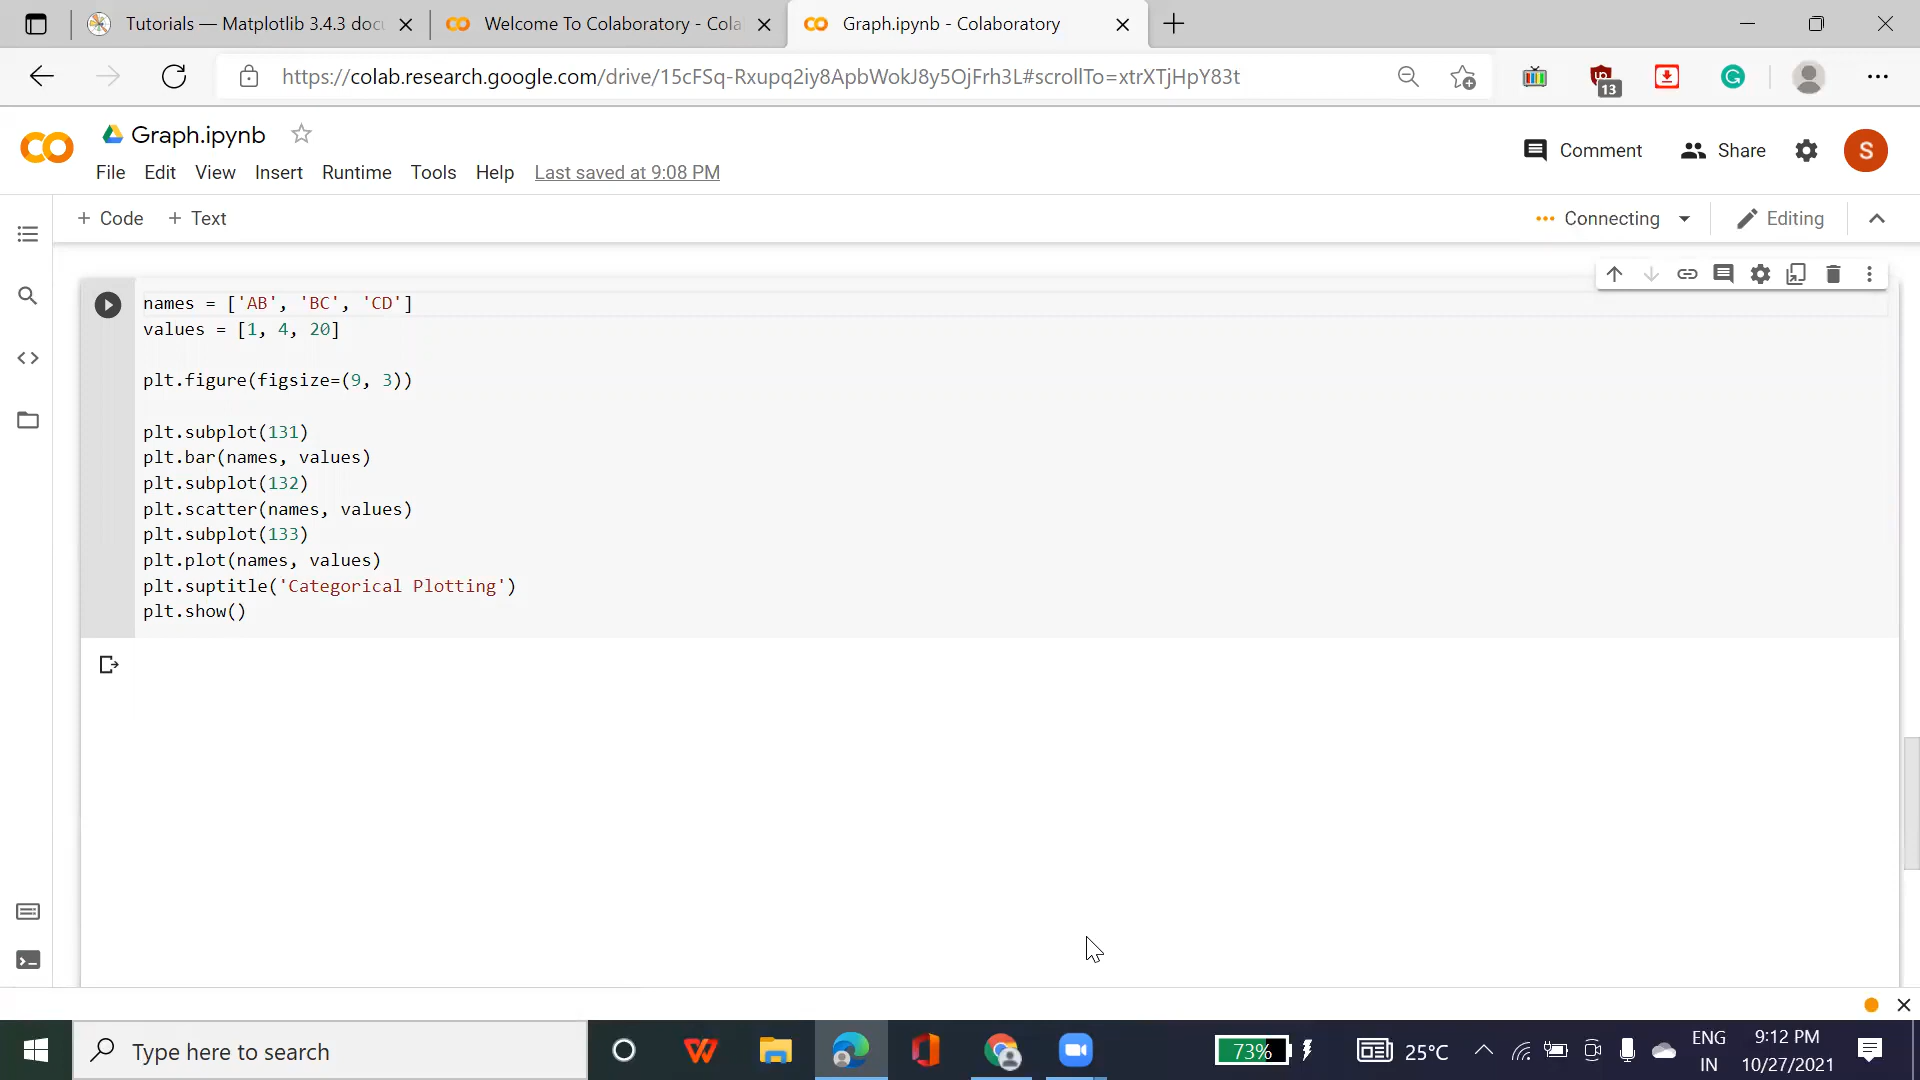 Tutorials — Matplotlib 3.4.3 docu
Welcome To Colaboratory - Cola
Graph.ipynb - Colaboratory
https://colab.research.google.com/drive/15cFSq-Rxupq2iy8ApbWokJ8y5OjFrh3L#scrollTo=xtrXTjHpY83t
13
Graph.ipynb
Comment
Share
S
File Edit View Insert Runtime Tools Help Last saved at 9:08 PM
+ Code + Text
Connecting
Editing
names = ['AB', 'BC', 'CD']
values = [1, 4, 20]
plt.figure(figsize=(9, 3))
plt.subplot(131)
plt.bar(names, values)
plt.subplot(132)
plt.scatter(names, values)
plt.subplot(133)
plt.plot(names, values)
plt.suptitle('Categorical Plotting')
plt.show()
Type here to search
73%
25°C
ENG
IN
9:12 PM
10/27/2021